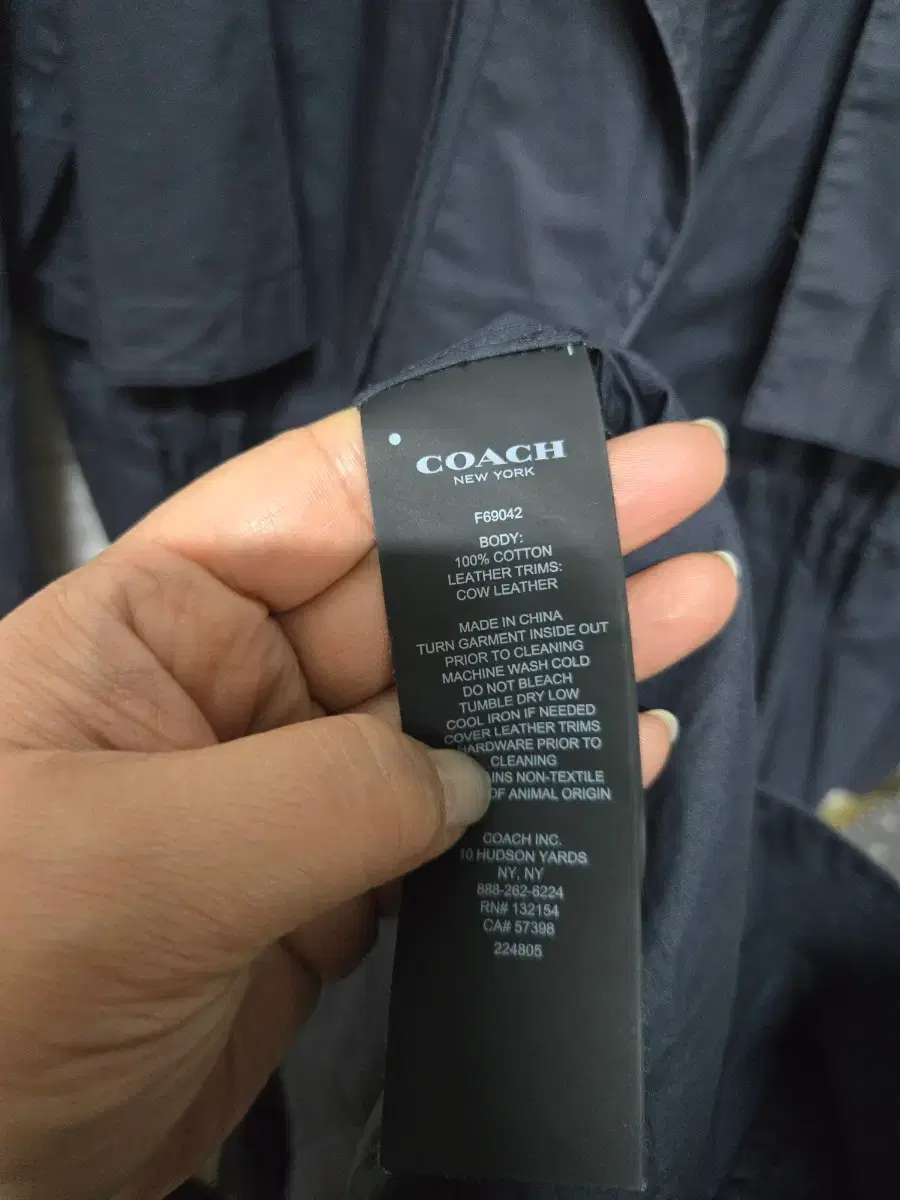 COACH
NEW YORK
F69042
BODY:
100% COTTON
LEATHER TRIMS:
COW LEATHER
MADE IN CHINA
TURN GARMENT INSIDE OUT
PRIOR TO CLEANING
MACHINE WASH COLD
DO NOT BLEACH
TUMBLE DRY LOW
COOL IRON IF NEEDED
COVER LEATHER TRIMS
HARDWARE PRIOR TO
CLEANING
NON-TEXTILE
OF ANIMAL ORIGIN
COACH INC.
10 HUDSON YARDS
NY, NY
888-262-6224
RN# 132154
CA# 57398
224805